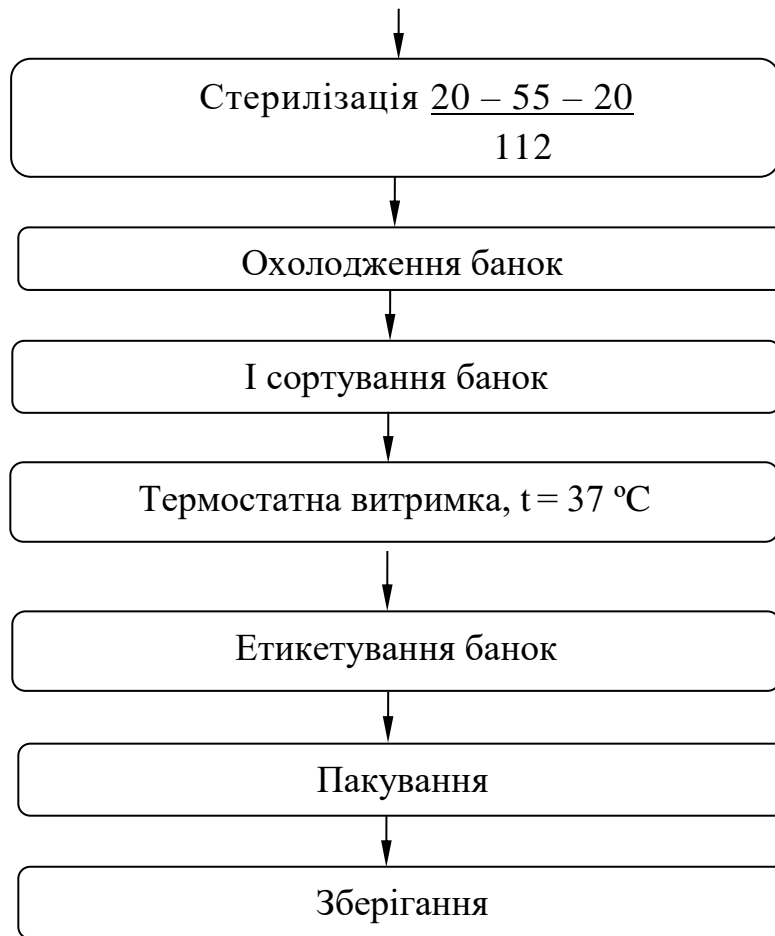 Стерилізація 20 – 55 – 20
112
Охолодження банок
І сортування банок
Термостатна витримка, t = 37 ºС
Етикетування банок
Пакування
Зберігання